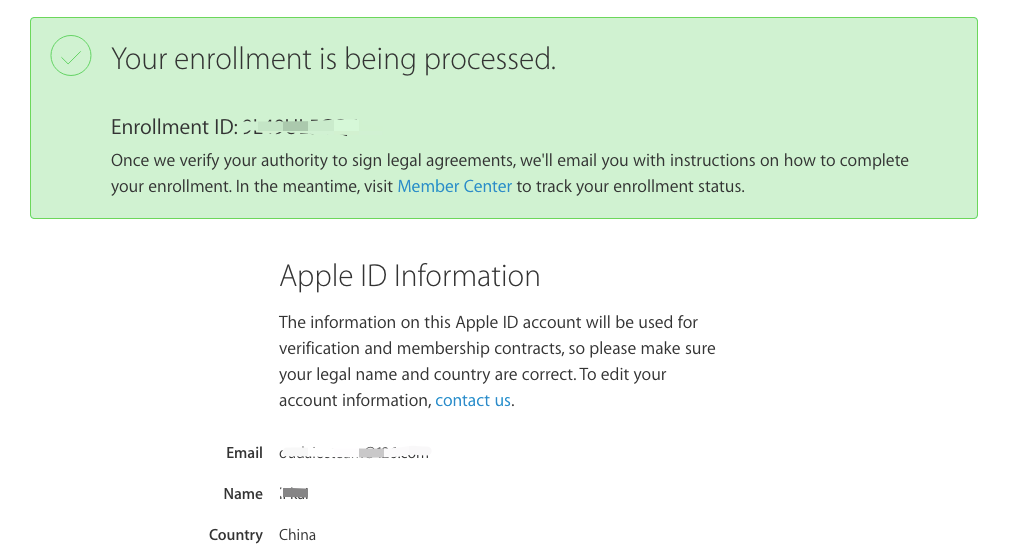 Your enrollment is being processed.
Enrollment ID:
Once we verify your authority to sign legal agreements, we'll email you with instructions on how to complete
your enrollment. In the meantime, visit Member Center to track your enrollment status.
Apple ID Information
The information on this Apple ID account will be used for
verification and membership contracts, so please make sure
your legal name and country are correct. To edit your
account information, contact us.
Email
Name
Country China